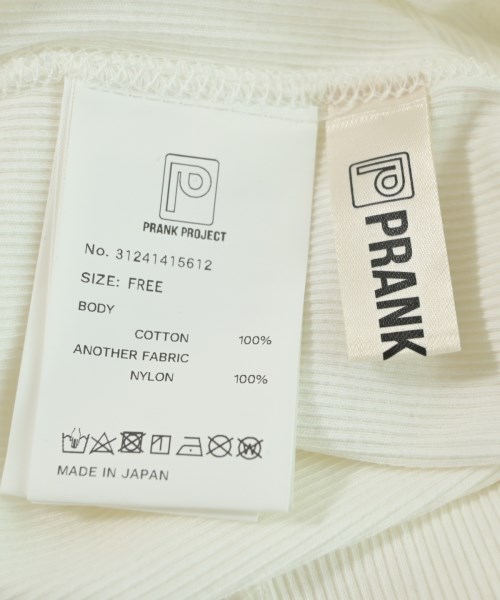 PRANK PROJECT
No. 31241415612
SIZE: FREE
BODY
COTTON 100%
ANOTHER FABRIC
NYLON 100%
MADE IN JAPAN
PRANK